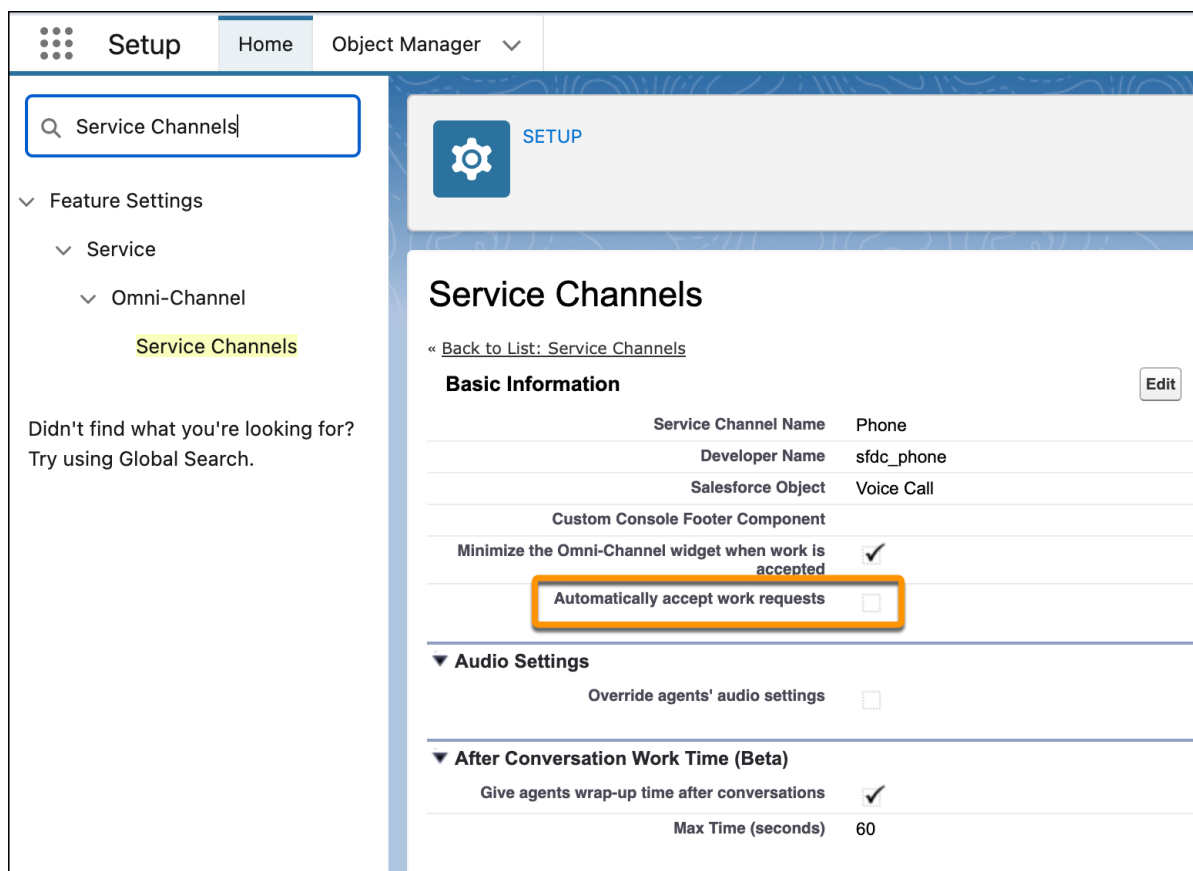 Setup
Home
Object Manager
Service Channels
SETUP
Feature Settings
Service
Omni-Channel
Service Channels
Didn't find what you're looking for?
Try using Global Search.
Service Channels
« Back to List: Service Channels
Basic Information
Edit
Service Channel Name Phone
Developer Name sfdc_phone
Salesforce Object Voice Call
Custom Console Footer Component
Minimize the Omni-Channel widget when work is
accepted
Automatically accept work requests
Audio Settings
Override agents' audio settings
After Conversation Work Time (Beta)
Give agents wrap-up time after conversations
Max Time (seconds) 60